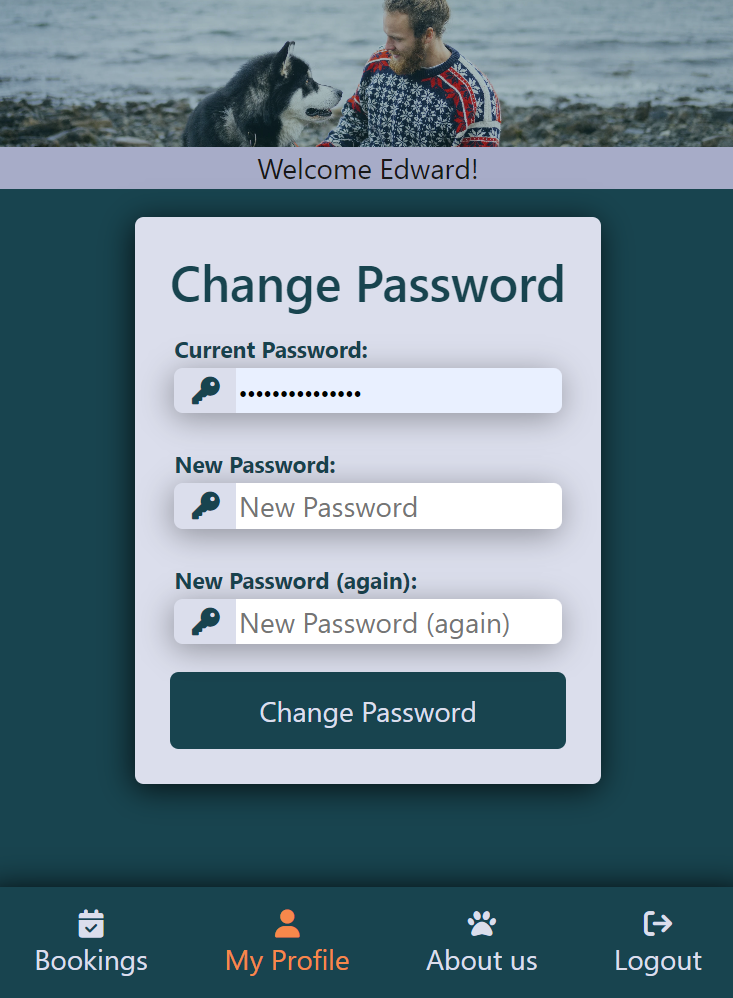 Welcome Edward!
Change Password
Current Password:
•••••••••••••••
New Password:
New Password
New Password (again):
New Password (again)
Change Password
Bookings My Profile About us Logout